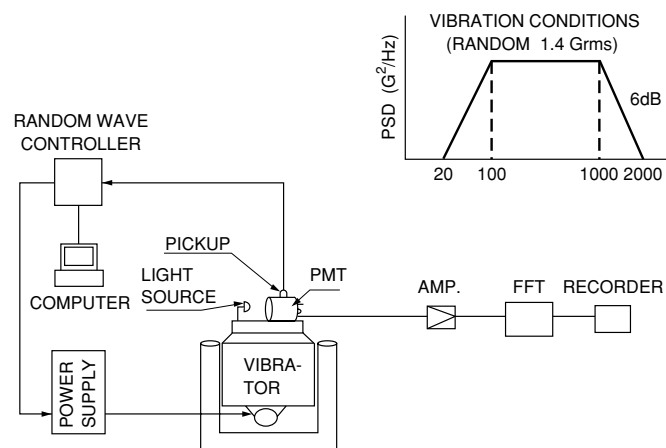 VIBRATION CONDITIONS
(RANDOM 1.4 Grms)
PSD (G²/Hz)
6dB
20 100 1000 2000
RANDOM WAVE
CONTROLLER
COMPUTER
PICKUP
LIGHT
SOURCE
PMT
AMP. FFT RECORDER
VIBRA-
TOR
POWER
SUPPLY